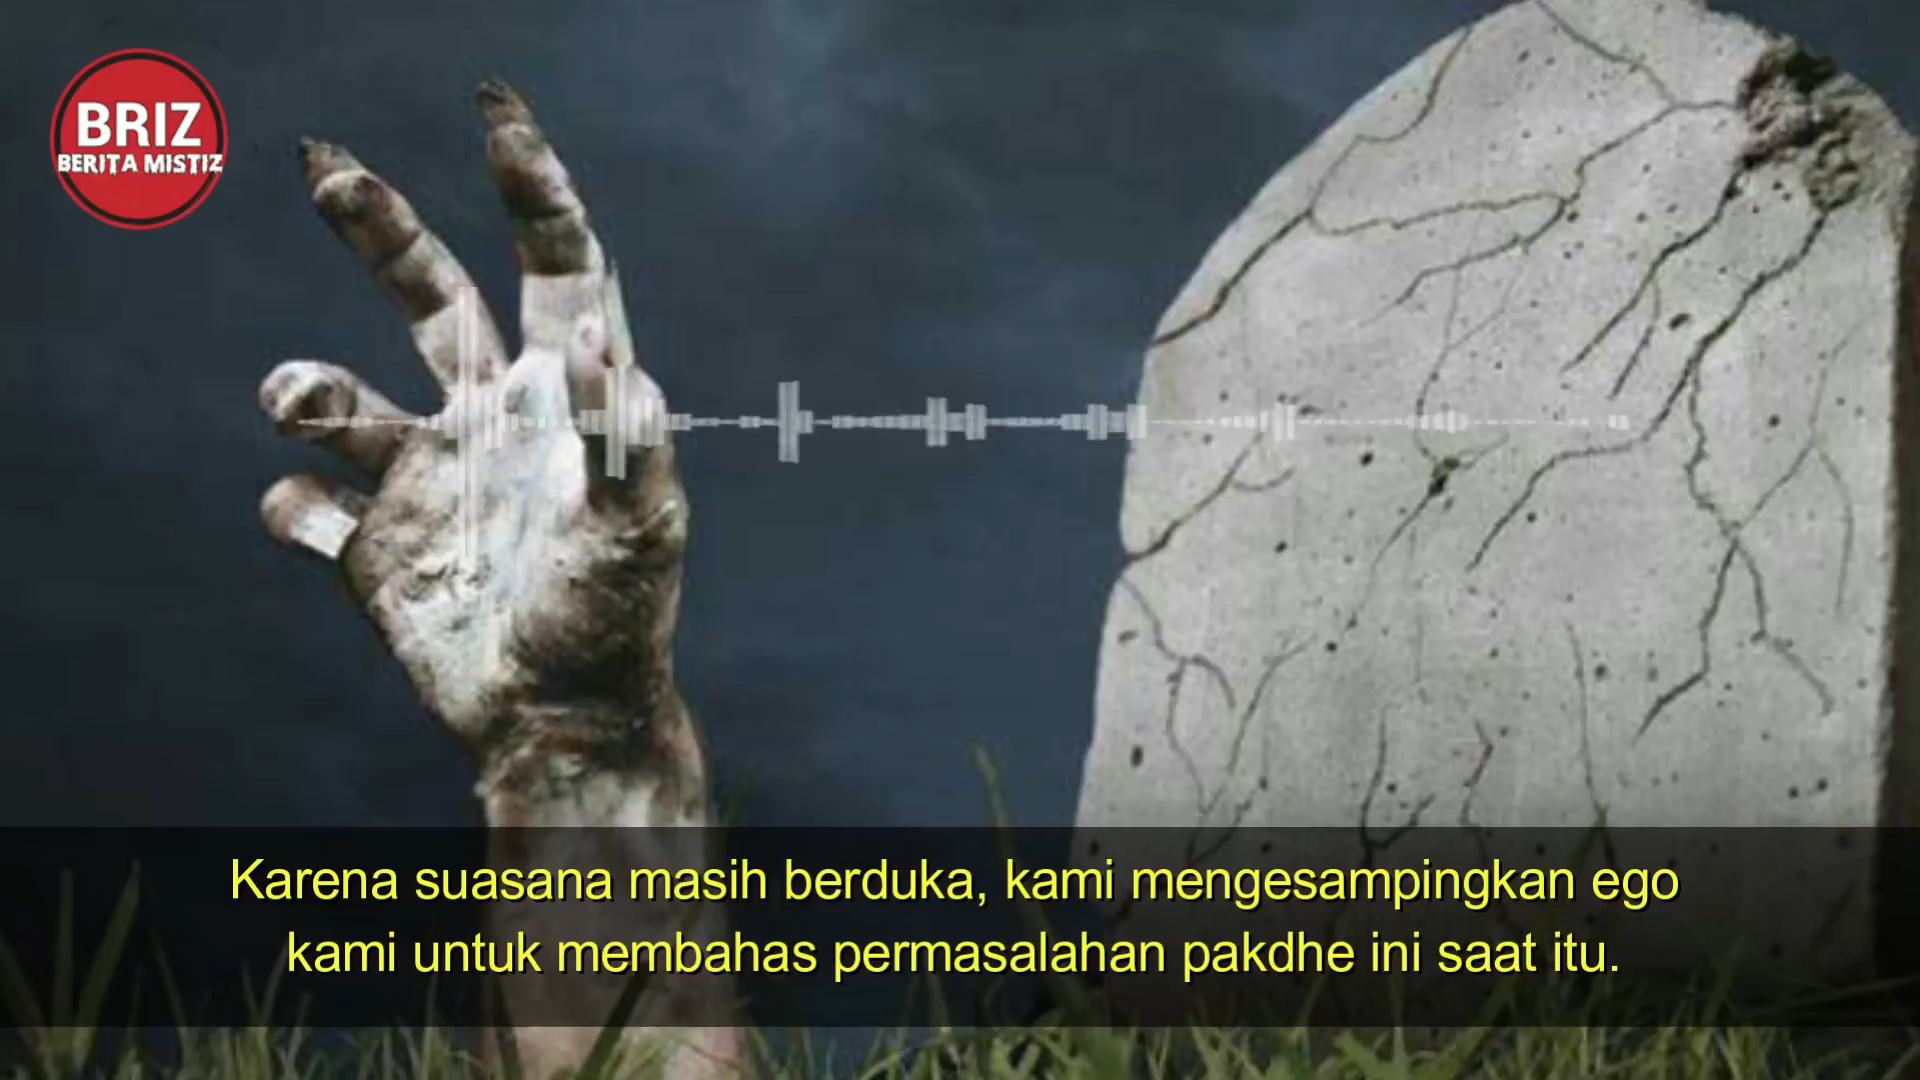 BRIZ
BERITA MISTIZ
Karena suasana masih berduka, kami mengesampingkan ego
kami untuk membahas permasalahan pakdhe ini saat itu.